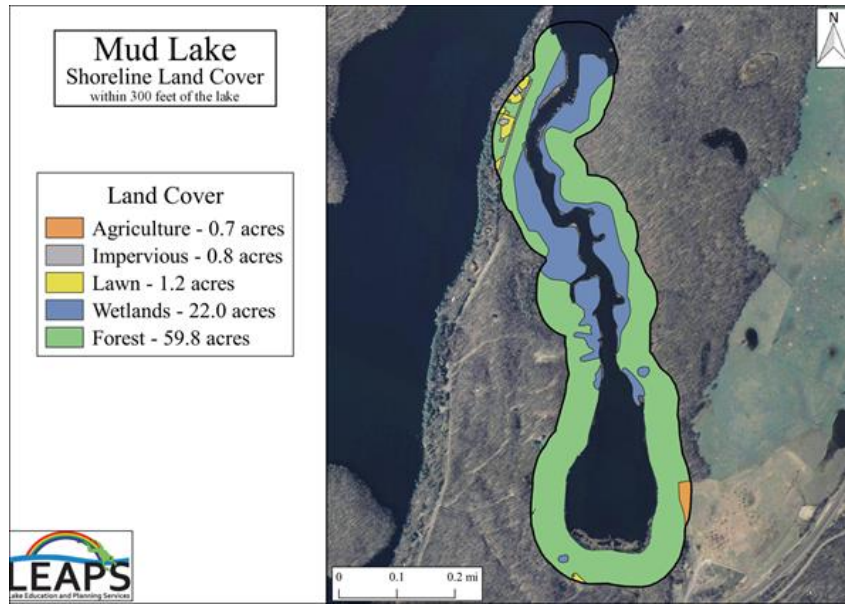 Mud Lake
Shoreline Land Cover
within 300 feet of the lake
N
Land Cover
Agriculture - 0.7 acres
Impervious - 0.8 acres
Lawn - 1.2 acres
Wetlands - 22.0 acres
Forest - 59.8 acres
LEAPS
Lake Education and Planning Services
0 0.1 0.2 mi